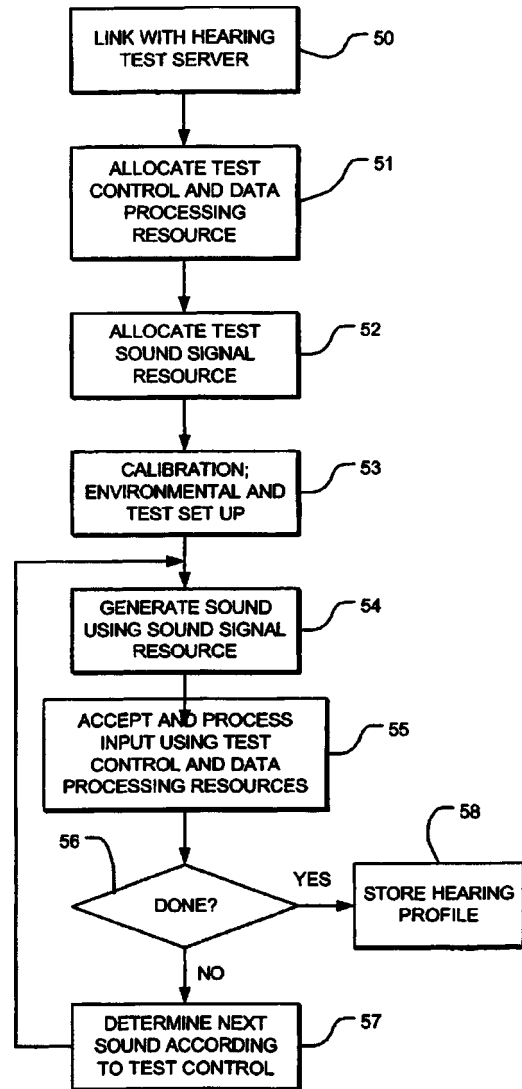 LINK WITH HEARING
TEST SERVER
50
ALLOCATE TEST
CONTROL AND DATA
PROCESSING
RESOURCE
51
ALLOCATE TEST
SOUND SIGNAL
RESOURCE
52
CALIBRATION;
ENVIRONMENTAL AND
TEST SET UP
53
GENERATE SOUND
USING SOUND SIGNAL
RESOURCE
54
ACCEPT AND PROCESS
INPUT USING TEST
CONTROL AND DATA
PROCESSING RESOURCES
55
56
DONE?
YES
58
STORE HEARING
PROFILE
NO
DETERMINE NEXT
SOUND ACCORDING
TO TEST CONTROL
57